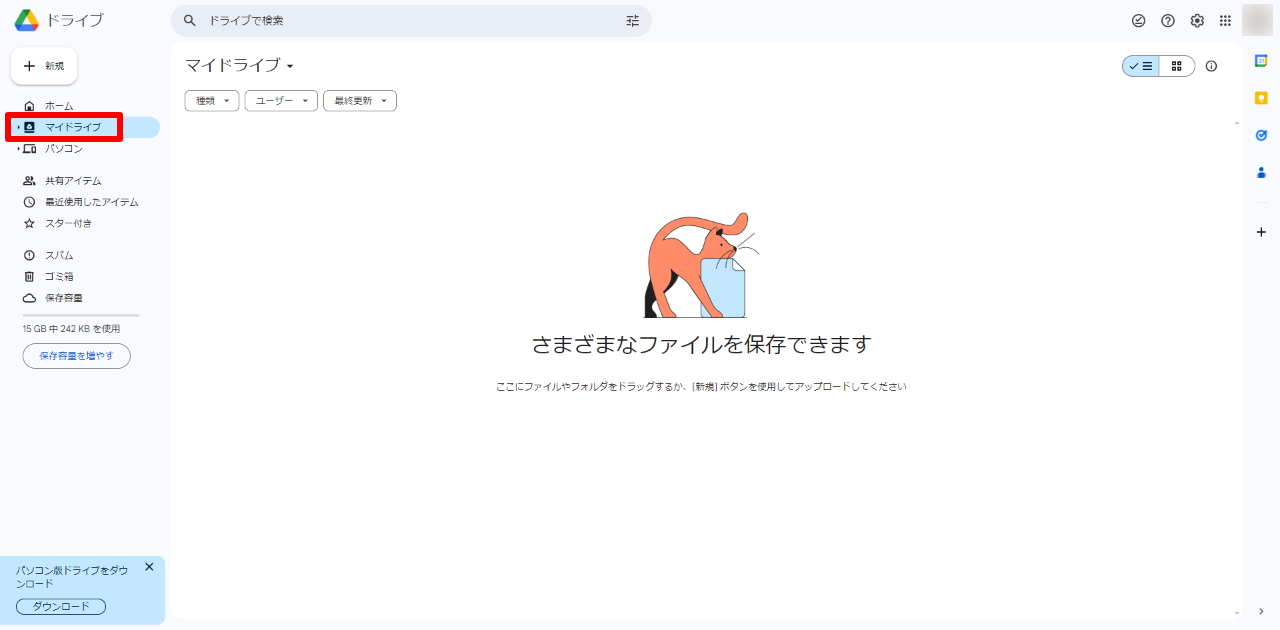 ドライブ
ドライブで検索
新規
ホーム
マイドライブ
パソコン
共有アイテム
最近使用したアイテム
スター付き
スパム
ゴミ箱
保存容量
15 GB 中 242 KB を使用
保存容量を増やす
パソコン版ドライブをダウ
ンロード
ダウンロード
マイドライブ
種類
ユーザー
最終更新
さまざまなファイルを保存できます
ここにファイルやフォルダをドラッグするか、[新規] ボタンを使用してアップロードしてください
31